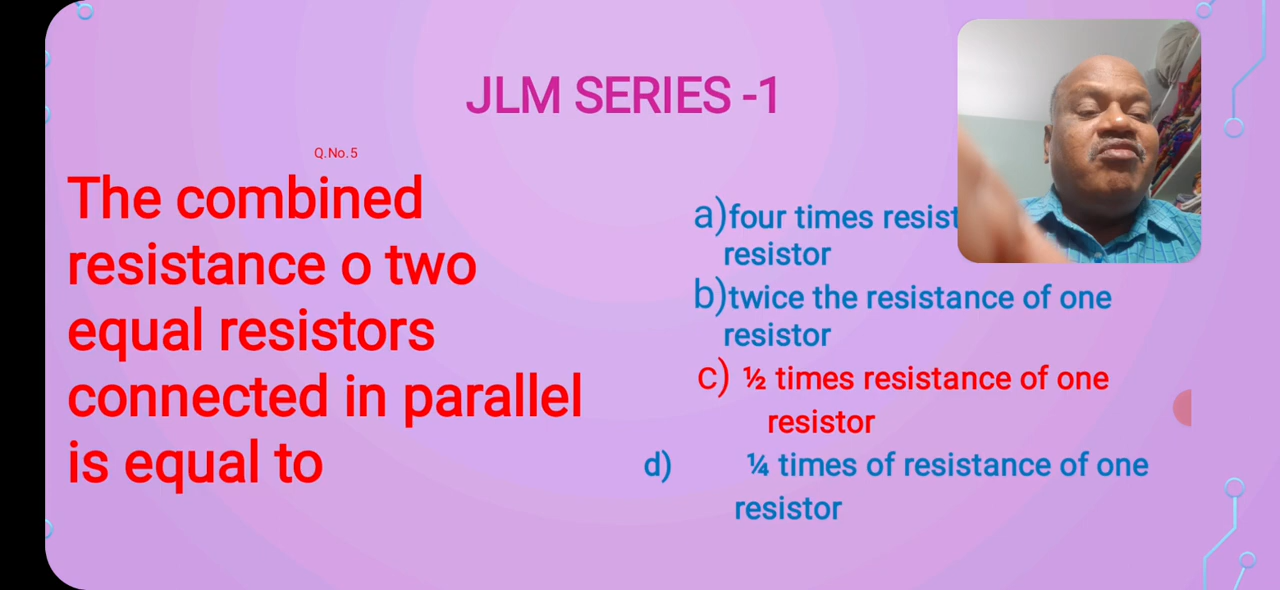 JLM SERIES -1
Q.No.5
The combined
resistance o two
equal resistors
connected in parallel
is equal to
a)four times
resistor
b)twice the resistance of one
resistor
c) ½ times resistance of one
resistor
d) ¼ times of resistance of one
resistor